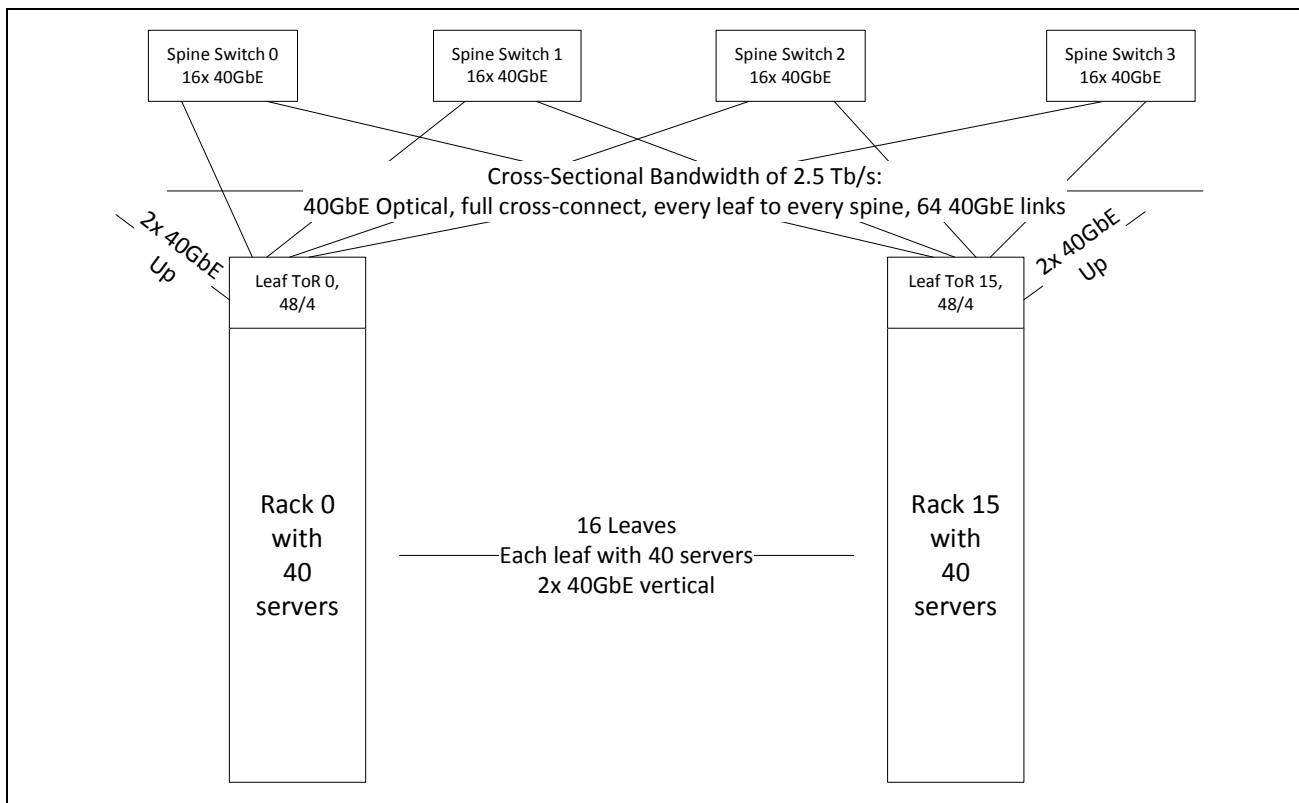 Spine Switch 0
16x 40GbE
Spine Switch 1
16x 40GbE
Spine Switch 2
16x 40GbE
Spine Switch 3
16x 40GbE
Cross-Sectional Bandwidth of 2.5 Tb/s:
40GbE Optical, full cross-connect, every leaf to every spine, 64 40GbE links
2x 40GbE
Up
2x 40GbE
Up
Leaf ToR 0,
48/4
Leaf ToR 15,
48/4
Rack 0
with
40
servers
16 Leaves
Each leaf with 40 servers
2x 40GbE vertical
Rack 15
with
40
servers